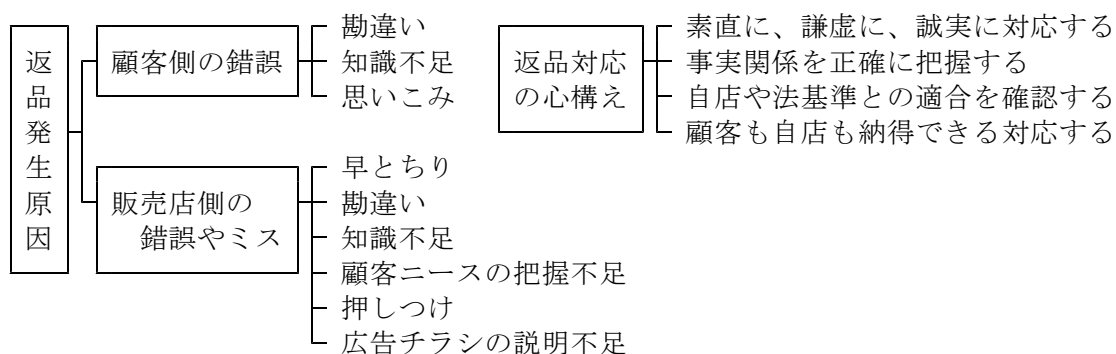 返品発生原因
顧客側の錯誤
勘違い
知識不足
思いこみ
販売店側の
錯誤やミス
早とちり
勘違い
知識不足
顧客ニースの把握不足
押しつけ
広告チラシの説明不足
返品対応
の心構え
素直に、謙虚に、誠実に対応する
事実関係を正確に把握する
自店や法基準との適合を確認する
顧客も自店も納得できる対応する